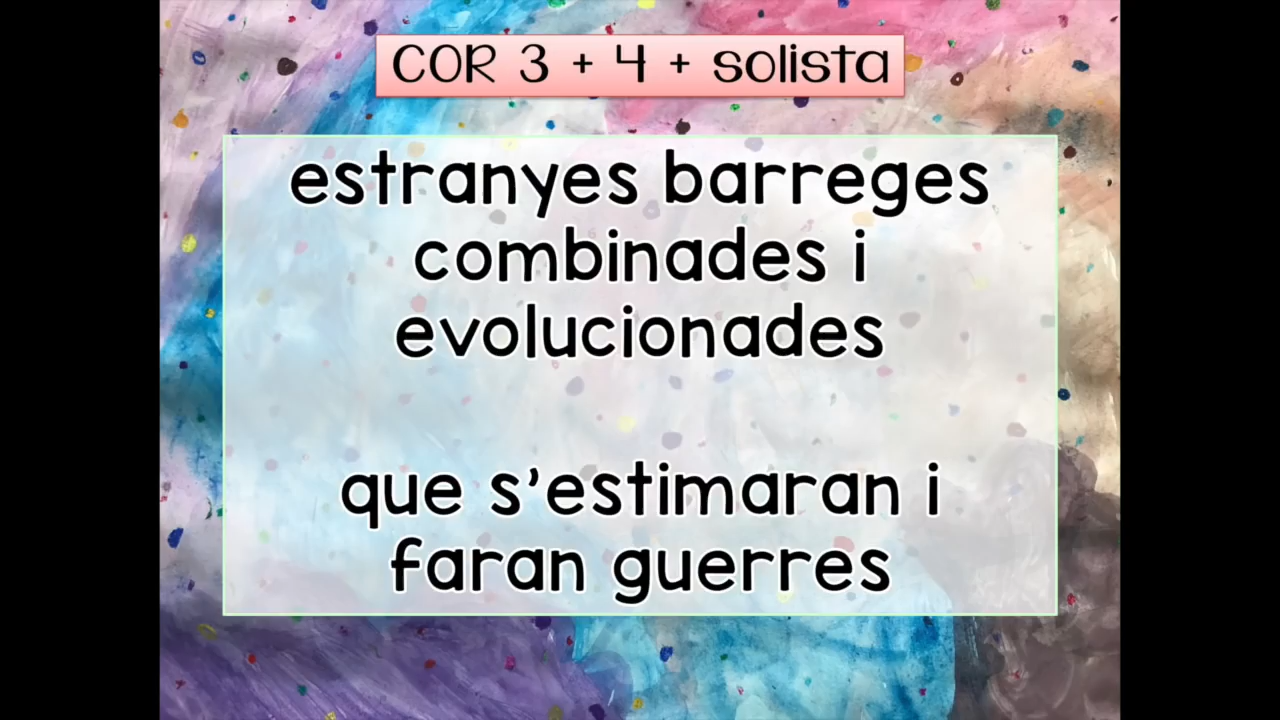 COR 3 + 4 + solista
estranyes barreges
combinades i
evolucionades
que s'estimaran i
faran guerres